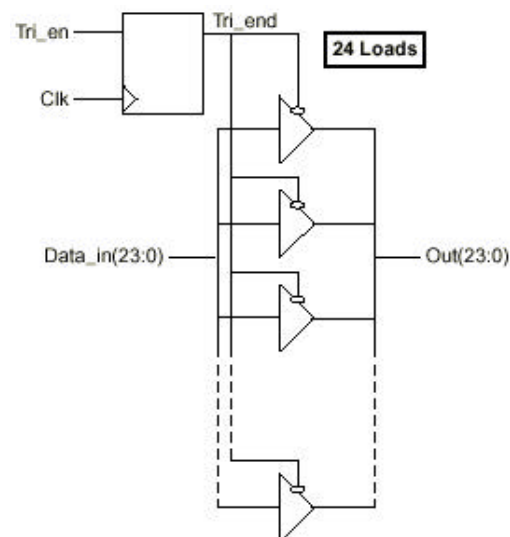 Tri_en
Tri_end
24 Loads
Clk
Data_in(23:0)
Out(23:0)